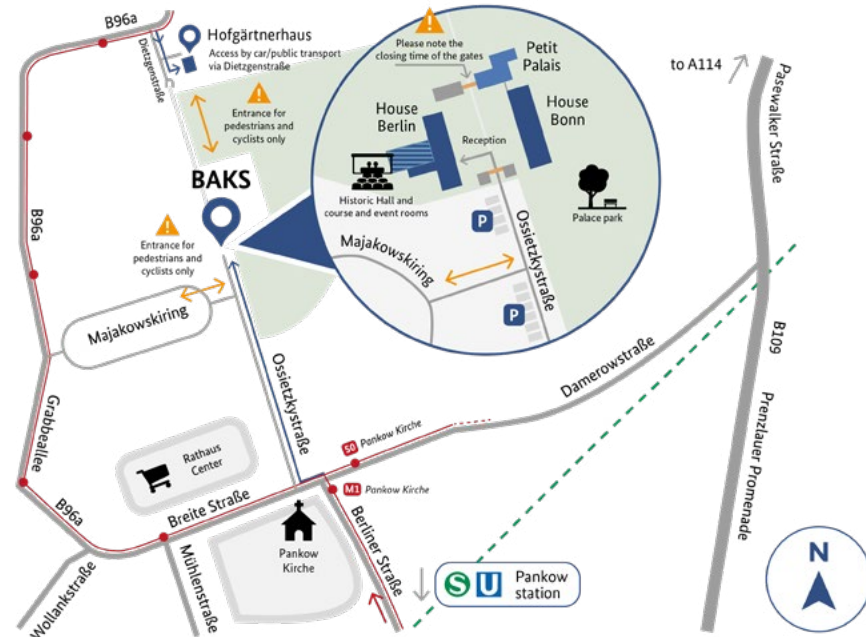 B96a
B96a
Hofgärtnerhaus
Access by car/public transport
via Dietzgenstraße
Dietzgenstraße
Entrance for
pedestrians and
cyclists only
BAKS
Entrance for
pedestrians and
cyclists only
B96a
Majakowskiring
Grabbeallee
Ossietzkystraße
Please note the
closing time of the gates
Petit
Palais
House
Berlin
House
Bonn
Reception
Historic Hall and
course and event rooms
Palace park
P
Majakowskiring
Ossietzkystraße
P
to A114
Pasewalker Straße
B109
Prenzlauer Promenade
Damerowstraße
Rathaus
Center
50 Pankow Kirche
M1 Pankow Kirche
Breite Straße
B96a
Wollankstraße
Mühlenstraße
Pankow
Kirche
Berliner Straße
S U Pankow
station
N